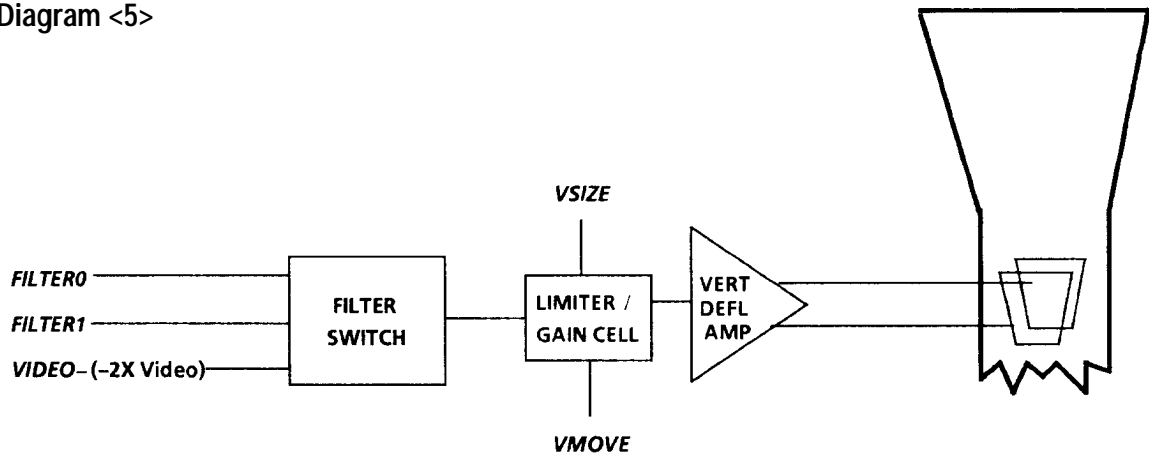 Diagram <5>
VSIZE
FILTER0
FILTER1
VIDEO– (–2X Video)
FILTER
SWITCH
LIMITER /
GAIN CELL
VERT
DEFL
AMP
VMOVE